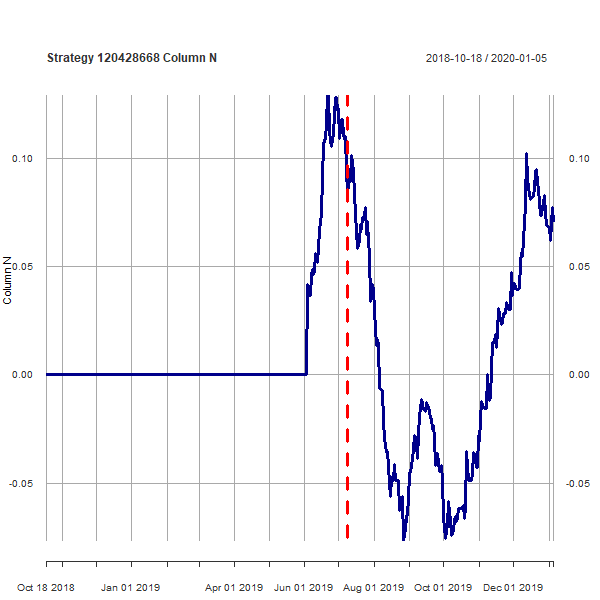 Strategy 120428668 Column N
2018-10-18 / 2020-01-05
0.10
0.10
Column N
0.05
0.05
0.00
0.00
-0.05
-0.05
Oct 18 2018
Jan 01 2019
Apr 01 2019
Jun 01 2019
Aug 01 2019
Oct 01 2019
Dec 01 2019